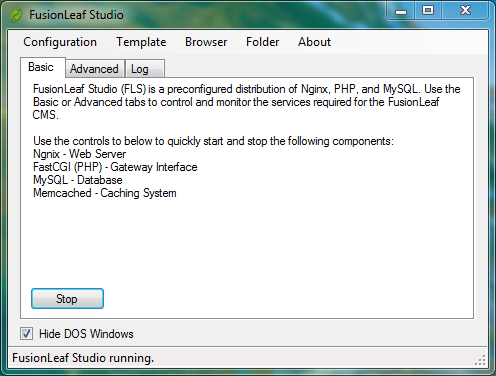 FusionLeaf Studio
Configuration Template Browser Folder About
Basic Advanced Log
FusionLeaf Studio (FLS) is a preconfigured distribution of Nginx, PHP, and MySQL. Use the
Basic or Advanced tabs to control and monitor the services required for the FusionLeaf
CMS.
Use the controls to below to quickly start and stop the following components:
Ngnix - Web Server
FastCGI (PHP) - Gateway Interface
MySQL - Database
Memcached - Caching System
Stop
Hide DOS Windows
FusionLeaf Studio running.